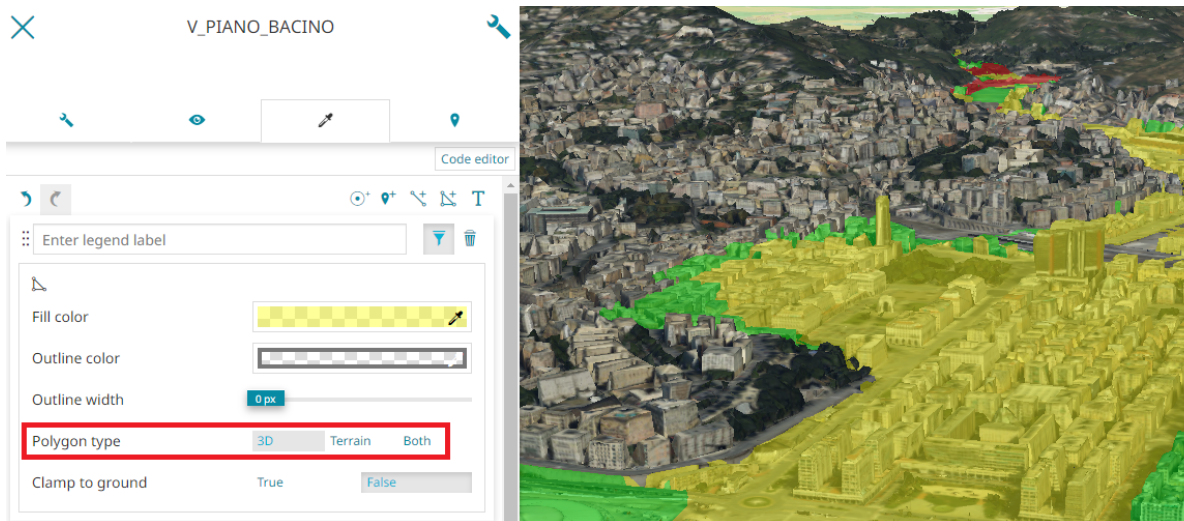 V_PIANO_BACINO
Code editor
T
Enter legend label
Fill color
Outline color
Outline width
0 px
Polygon type
3D Terrain Both
Clamp to ground
True False